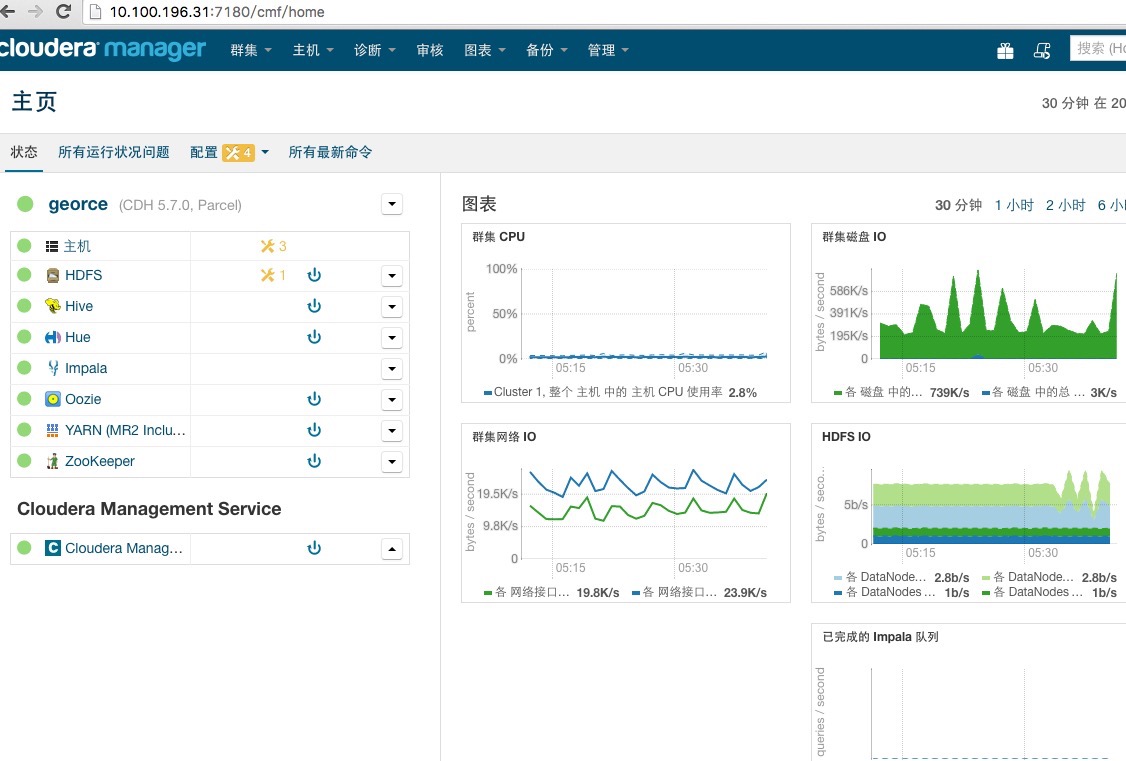 10.100.196.31:7180/cmf/home
cloudera manager 群集 主机 诊断 审核 图表 备份 管理 搜索 (Ho
主页
30 分钟 在 20
状态 所有运行状况问题 配置 4 所有最新命令
george (CDH 5.7.0, Parcel)
主机 3
HDFS 1
Hive
Hue
Impala
Oozie
YARN (MR2 Inclu…
ZooKeeper
Cloudera Management Service
C Cloudera Manag…
图表
30 分钟 1 小时 2 小时 6 小
群集 CPU
percent
100%
50%
0%
05:15 05:30
Cluster 1, 整个 主机 中的 主机 CPU 使用率 2.8%
群集磁盘 IO
bytes / second
586K/s
391K/s
195K/s
0
05:15 05:30
各 磁盘 中的… 739K/s 各 磁盘 中的总 … 3K/s
群集网络 IO
bytes / second
19.5K/s
9.8K/s
0
05:15 05:30
各 网络接口… 19.8K/s 各 网络接口… 23.9K/s
HDFS IO
bytes / seco…
5b/s
0
05:15 05:30
各 DataNode… 2.8b/s 各 DataNode… 2.8b/s
各 DataNodes … 1b/s 各 DataNodes … 1b/s
已完成的 Impala 队列
queries / second